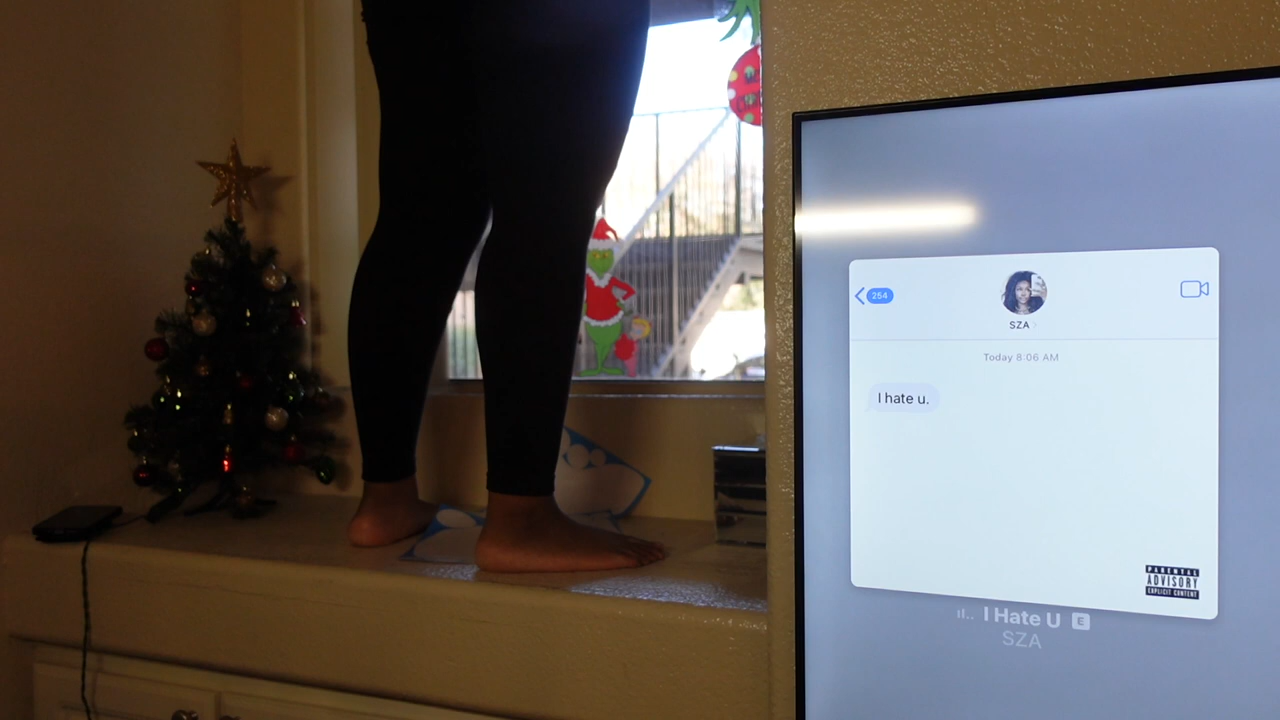 254
SZA
Today 8:06 AM
I hate u.
PARENTAL
ADVISORY
EXPLICIT CONTENT
I Hate U E
SZA